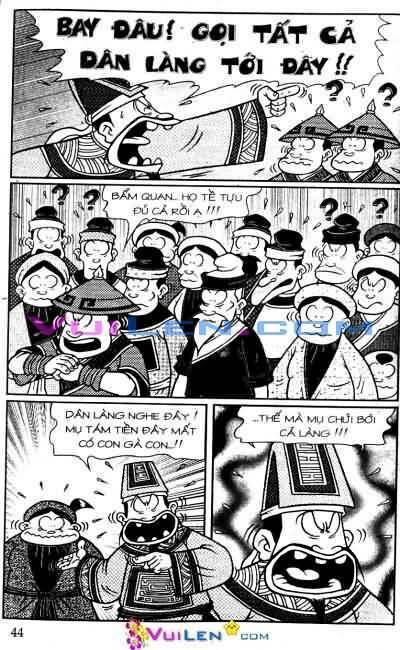 BAY ĐÂU! GỌI TẤT CẢ
DÂN LÀNG TỚI ĐÂY!!
? ?
? ? ? ?
BẨM QUAN... HỌ TỀ TỰU
ĐỦ CẢ RỒI Ạ!!!
VUILEN.COM
DÂN LÀNG NGHE ĐÂY!
MỤ TÁM TIỀN ĐÂY MẤT
CÓ CON GÀ CON..!!
...THẾ MÀ MỤ CHỬI BỚI
CẢ LÀNG!!!
44
VUILEN.COM